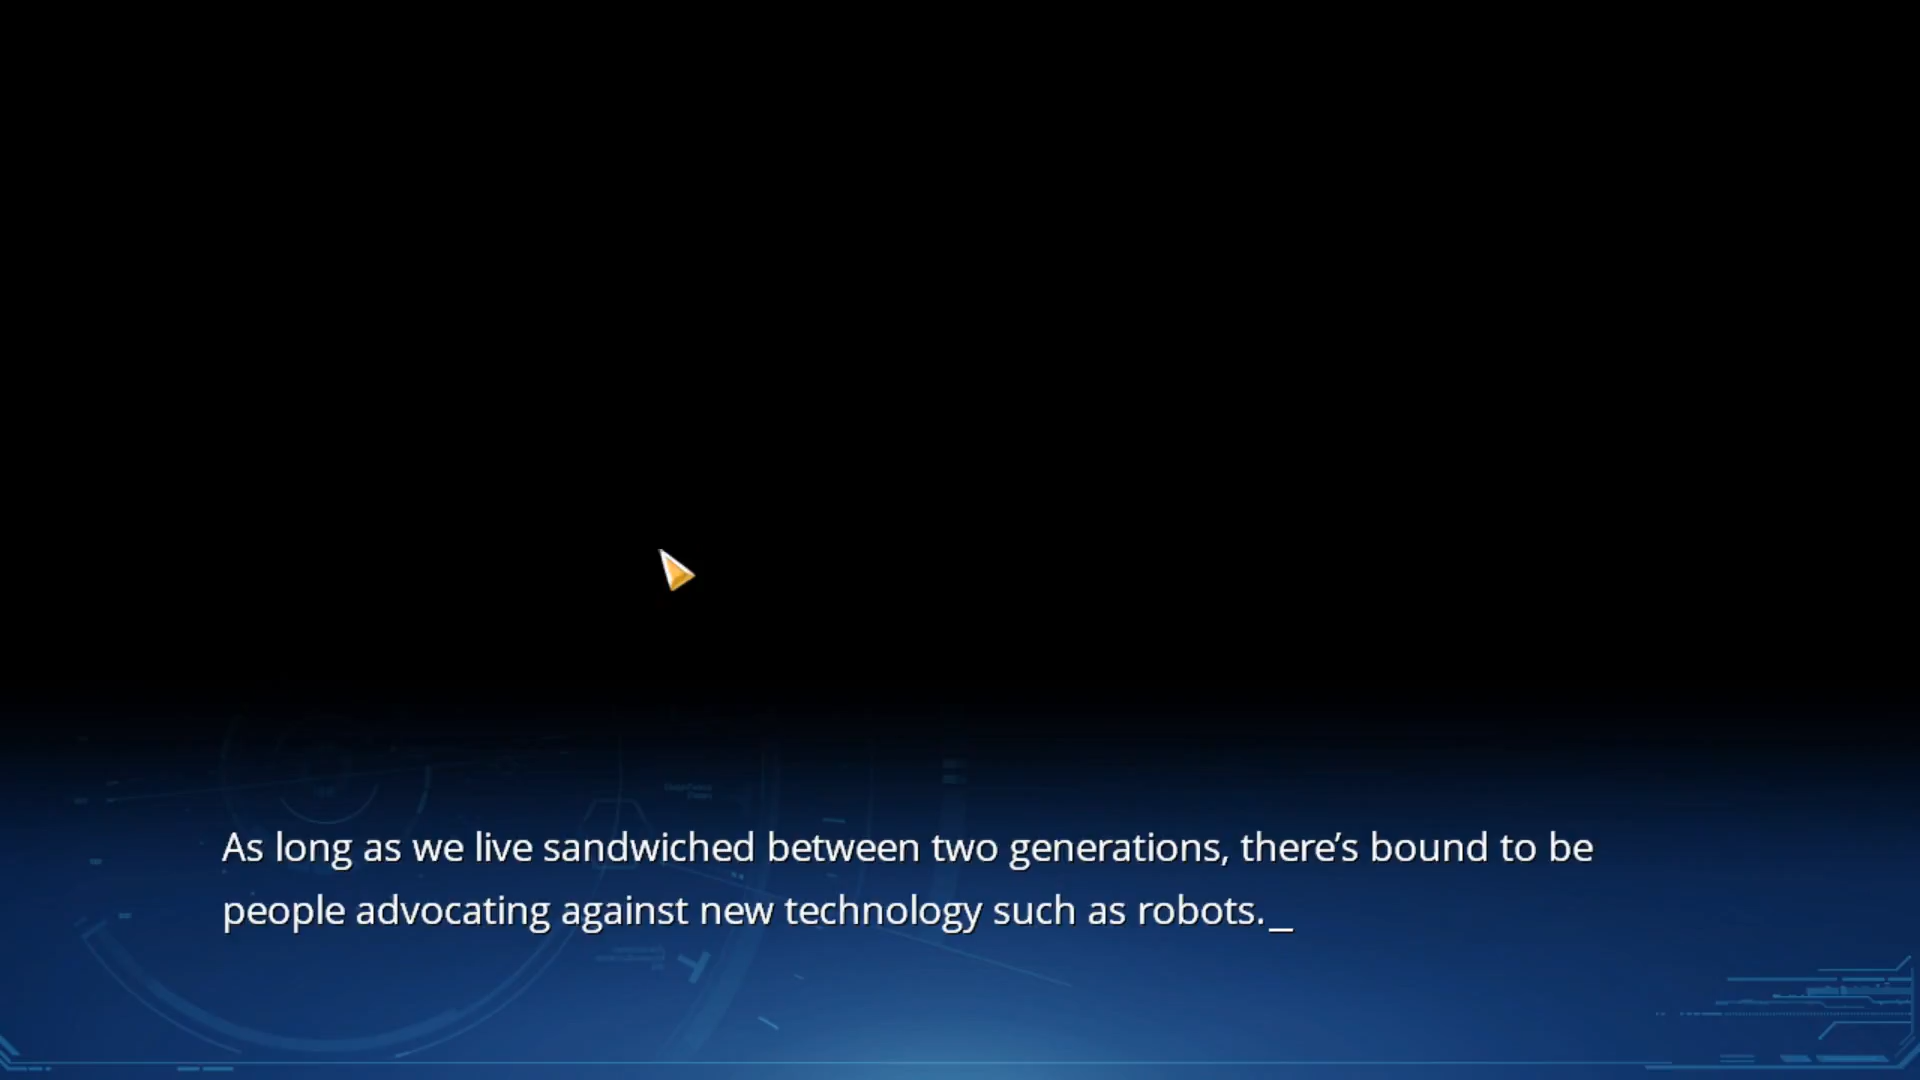 As long as we live sandwiched between two generations, there’s bound to be
people advocating against new technology such as robots._